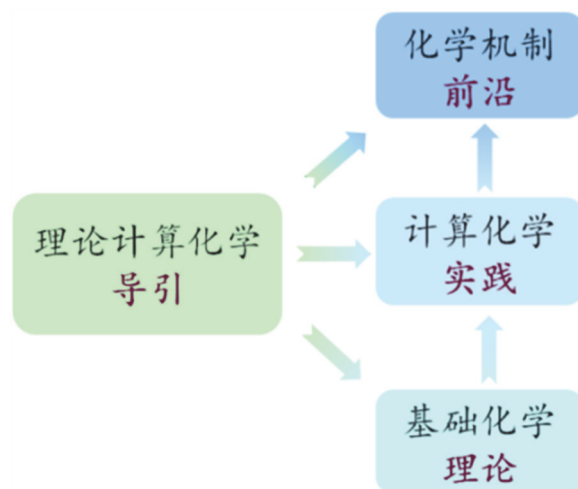 化学机制
前沿
理论计算化学
导引
计算化学
实践
基础化学
理论